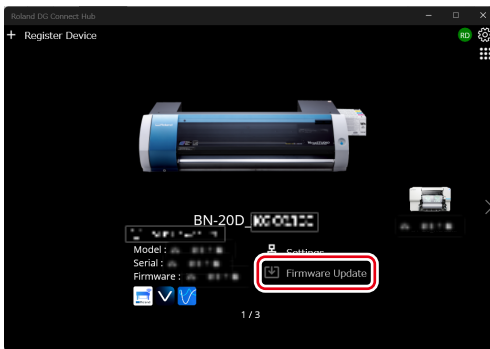 Roland DG Connect Hub
+ Register Device
RD
BN-20D_
Model :
Settings
Serial :
Firmware Update
Firmware :
1 / 3